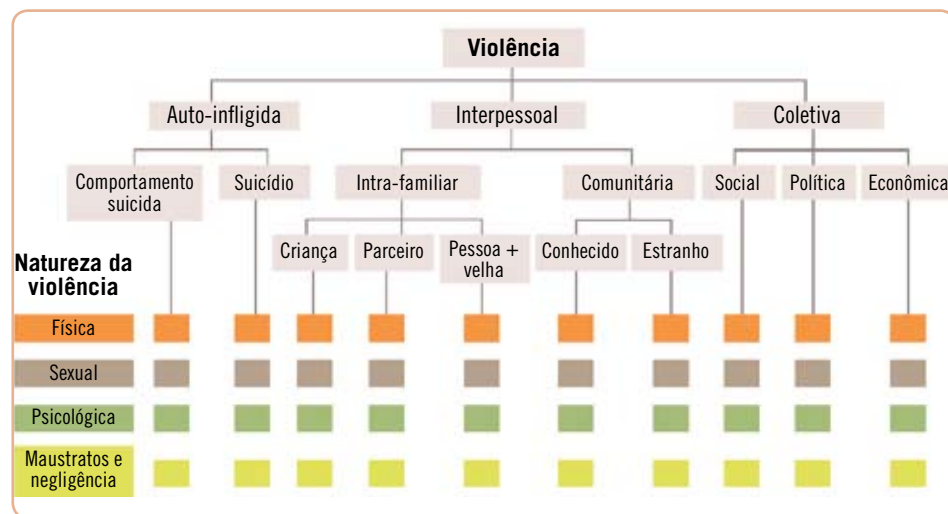 Violência
Auto-infligida
Interpessoal
Coletiva
Comportamento
suicida
Suicídio
Intra-familiar
Comunitária
Social
Política
Econômica
Criança
Parceiro
Pessoa +
velha
Conhecido
Estranho
Natureza da
violência
Física
Sexual
Psicológica
Maustratos e
negligência